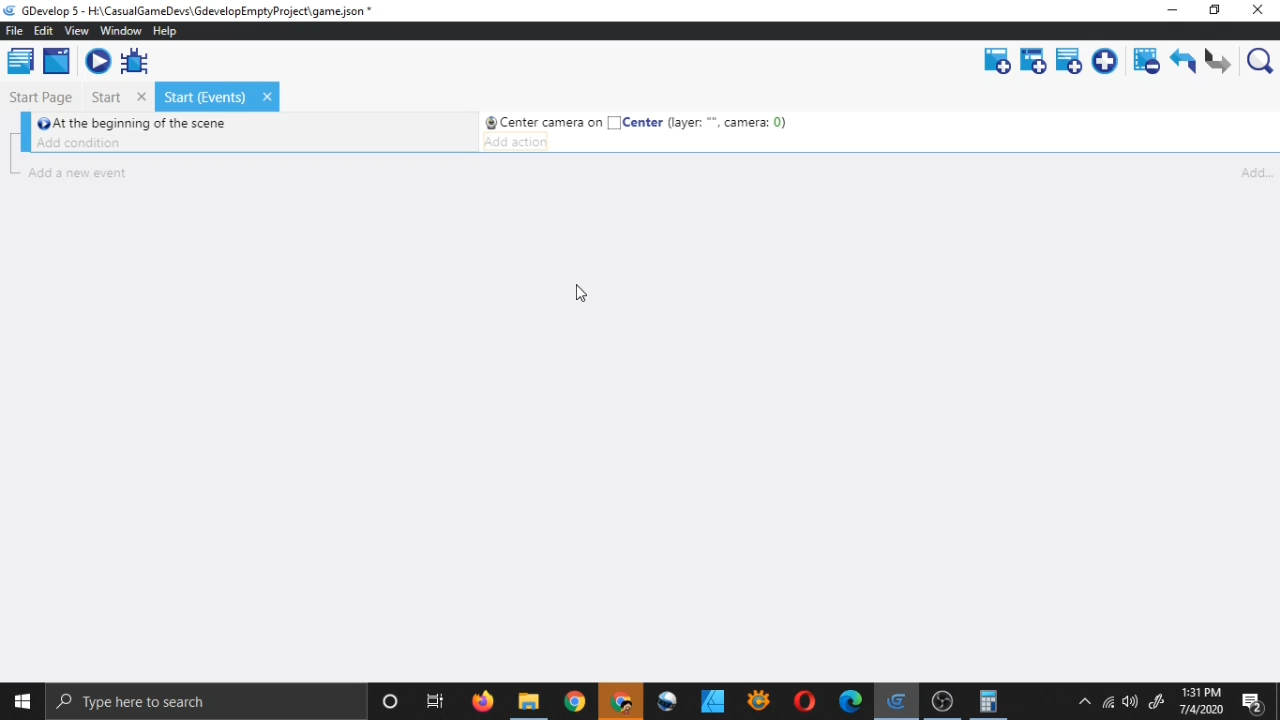 GDevelop 5 - H:\CasualGameDevs\GdevelopEmptyProject\game.json *
File Edit View Window Help
Start Page Start Start (Events)
At the beginning of the scene
Add condition
Center camera on Center (layer: "", camera: 0)
Add action
Add a new event
Add...
Type here to search
1:31 PM
7/4/2020
2